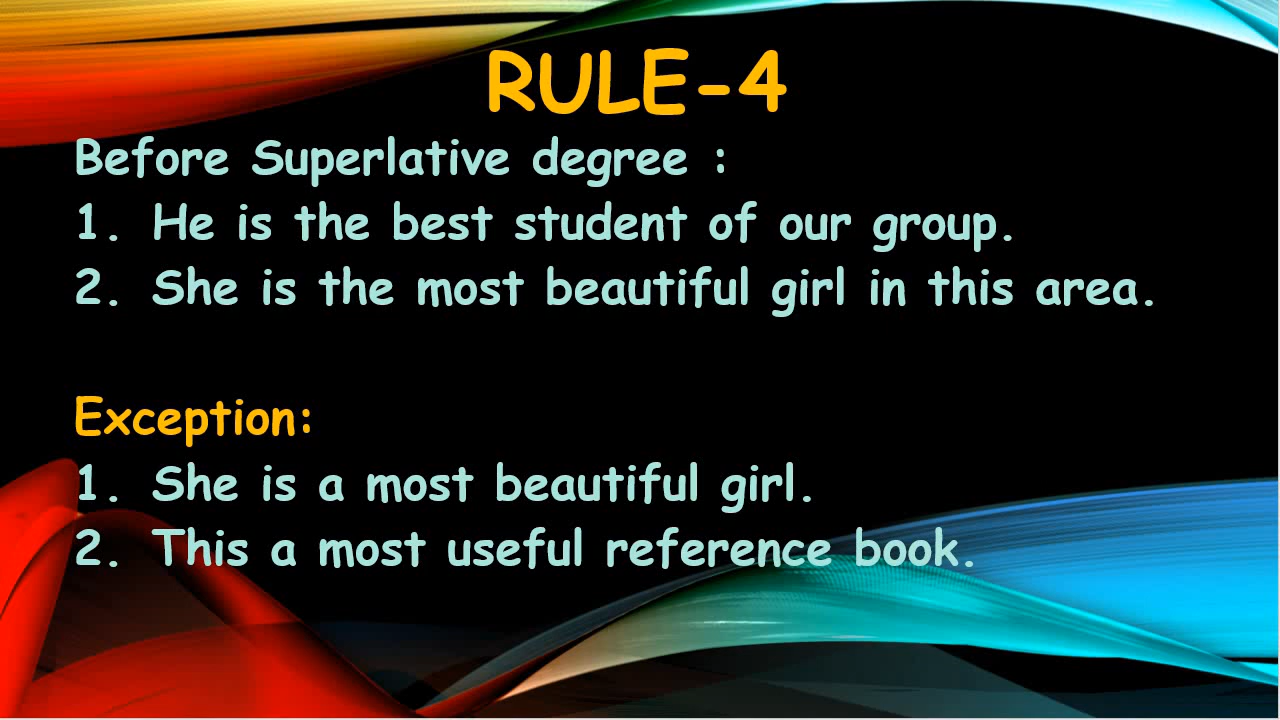 RULE-4
Before Superlative degree :
1. He is the best student of our group.
2. She is the most beautiful girl in this area.
Exception:
1. She is a most beautiful girl.
2. This a most useful reference book.